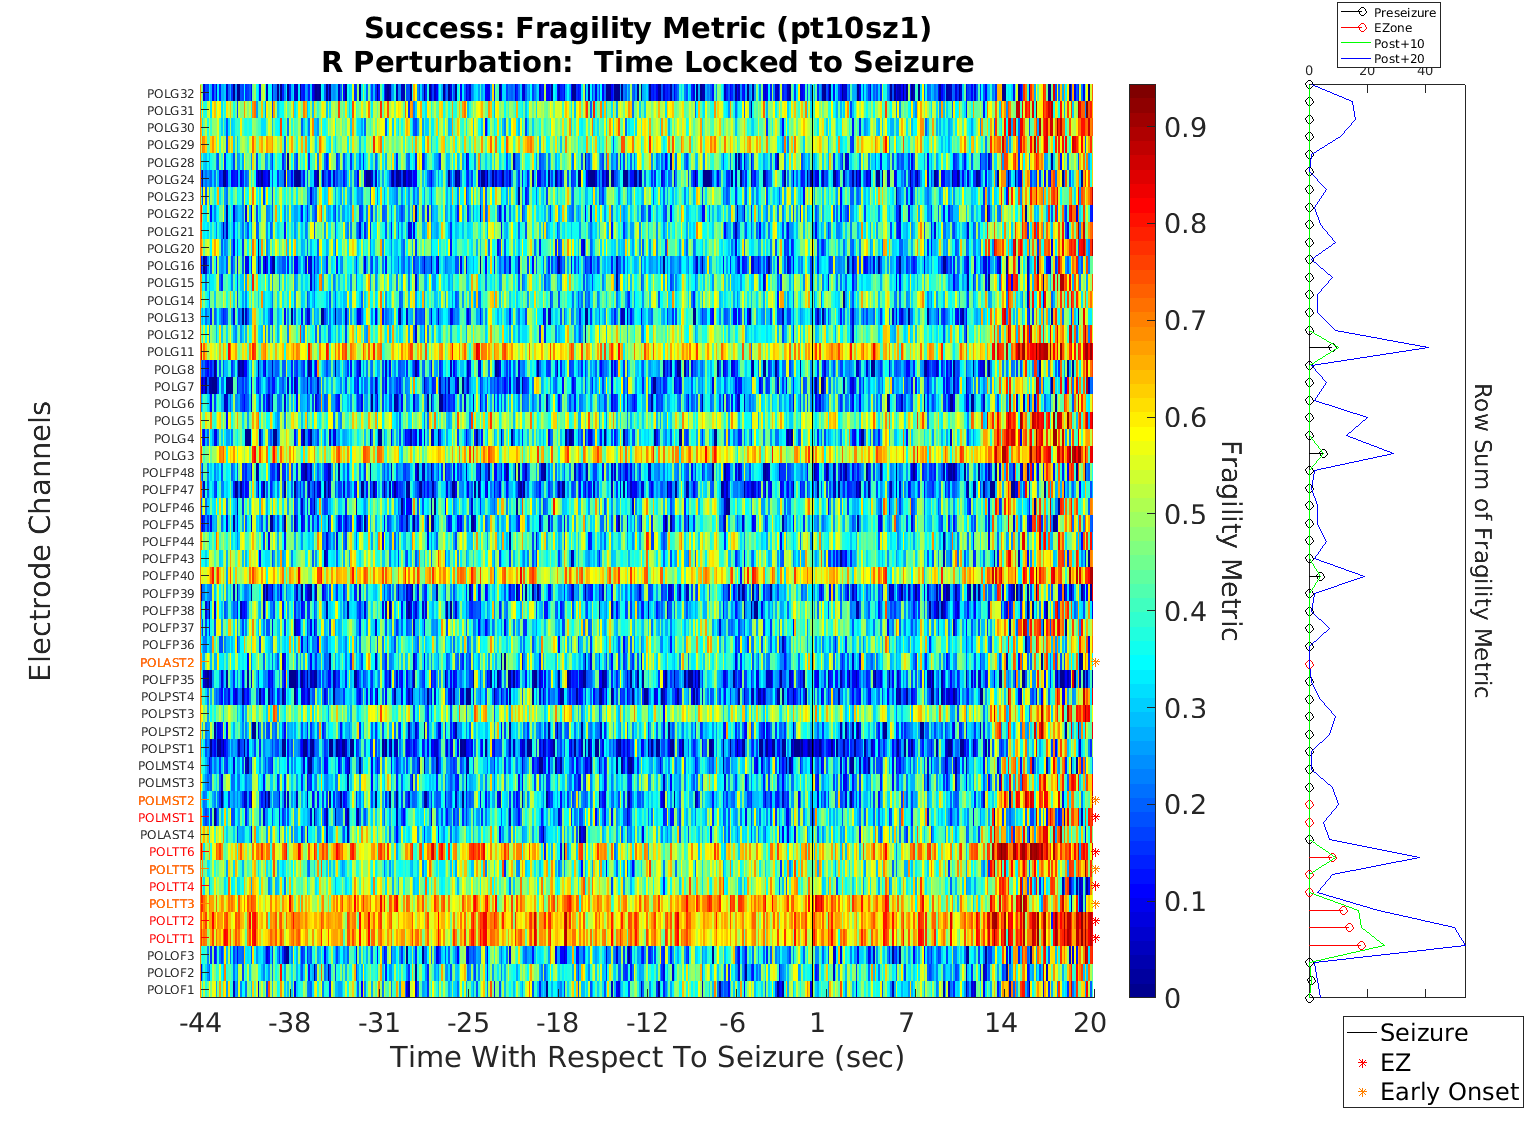 Success: Fragility Metric (pt10sz1)
R Perturbation:  Time Locked to Seizure
Electrode Channels
POLG32
POLG31
POLG30
POLG29
POLG28
POLG24
POLG23
POLG22
POLG21
POLG20
POLG16
POLG15
POLG14
POLG13
POLG12
POLG11
POLG8
POLG7
POLG6
POLG5
POLG4
POLG3
POLFP48
POLFP47
POLFP46
POLFP45
POLFP44
POLFP43
POLFP40
POLFP39
POLFP38
POLFP37
POLFP36
POLAST2
POLFP35
POLPST4
POLPST3
POLPST2
POLPST1
POLMST4
POLMST3
POLMST2
POLMST1
POLAST4
POLTT6
POLTT5
POLTT4
POLTT3
POLTT2
POLTT1
POLOF3
POLOF2
POLOF1
-44 -38 -31 -25 -18 -12 -6 1 7 14 20
Time With Respect To Seizure (sec)
0.9
0.8
0.7
0.6
0.5
0.4
0.3
0.2
0.1
0
Fragility Metric
Preseizure
EZone
Post+10
Post+20
0 20 40
Row Sum of Fragility Metric
Seizure
EZ
Early Onset